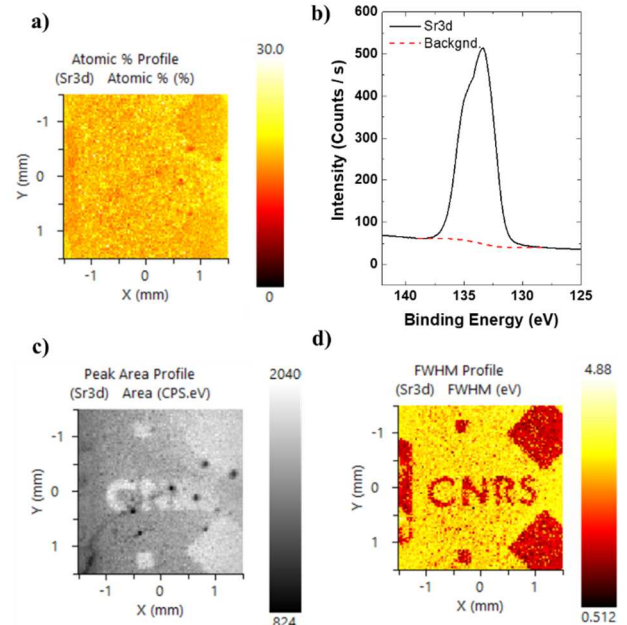 a)
Atomic % Profile
(Sr3d) Atomic % (%)
30.0
-1
0
1
Y (mm)
-1 0 1
X (mm)
0
b)
Sr3d
Backgnd
600
500
400
300
200
100
0
Intensity (Counts / s)
140 135 130 125
Binding Energy (eV)
c)
Peak Area Profile
(Sr3d) Area (CPS.eV)
2040
-1
0
1
Y (mm)
CNRS
-1 0 1
X (mm)
824
d)
FWHM Profile
(Sr3d) FWHM (eV)
4.88
-1
0
1
Y (mm)
CNRS
-1 0 1
X (mm)
0.512